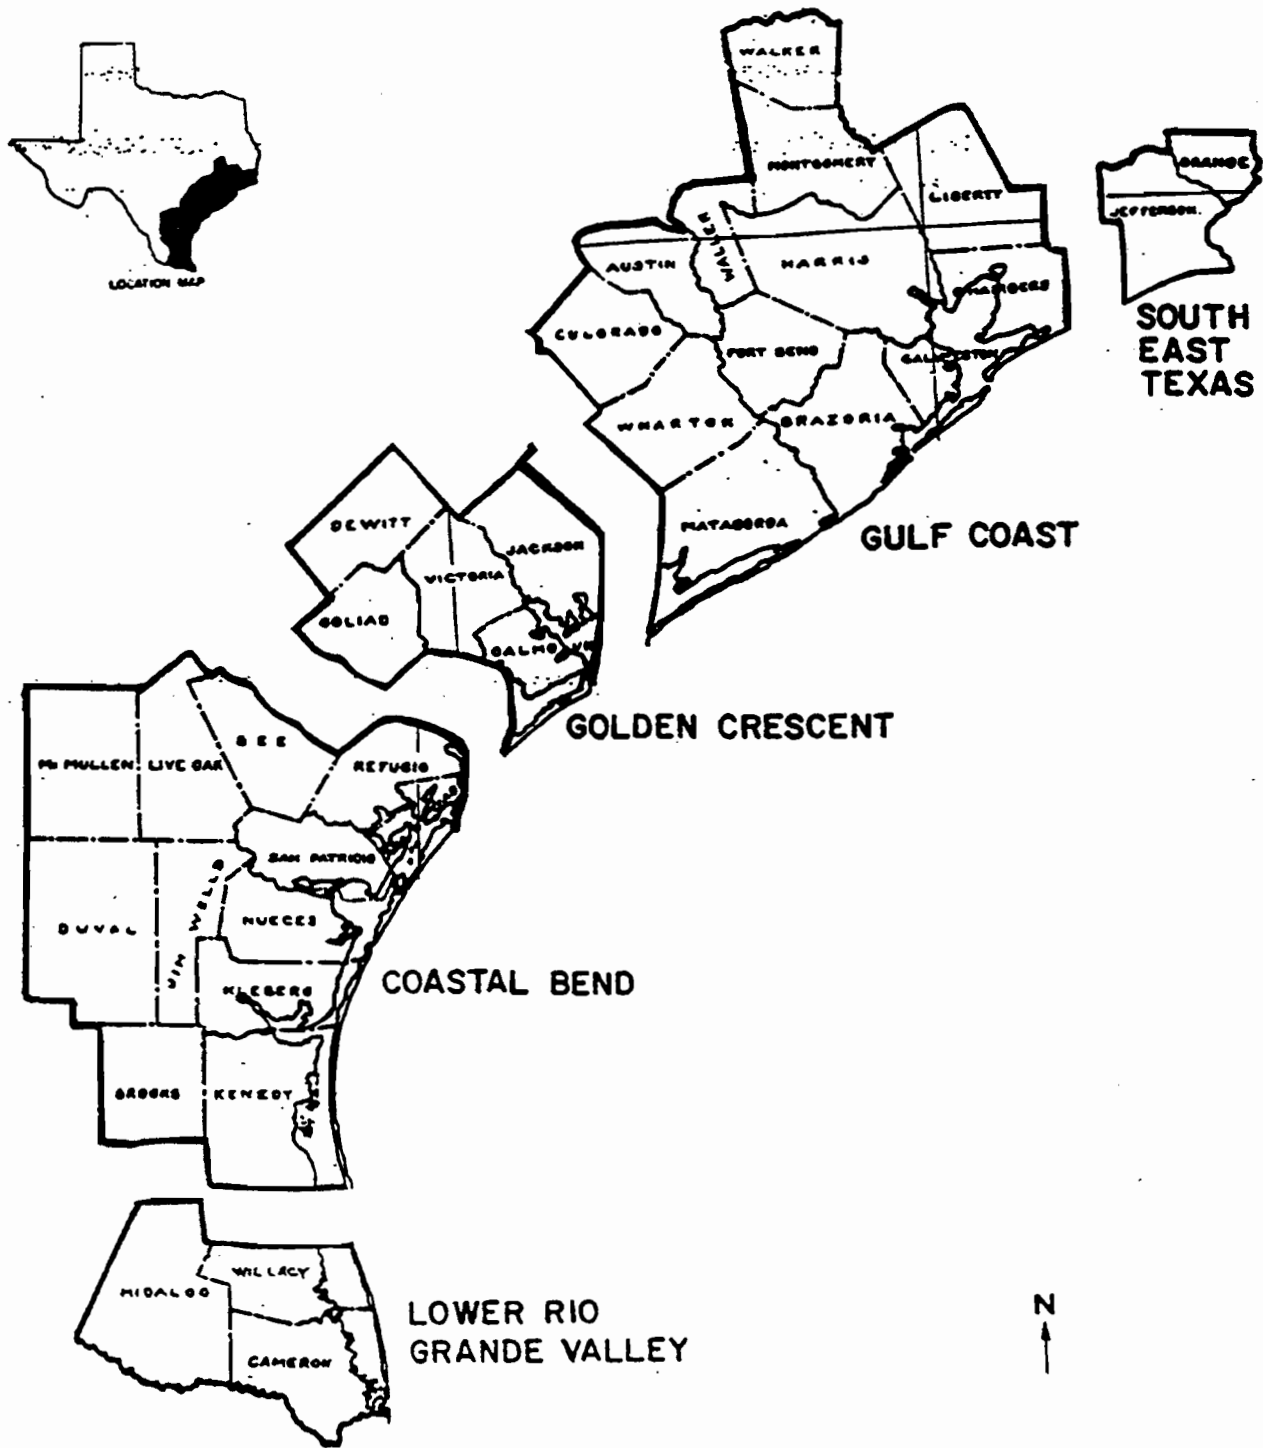 LOCATION MAP
WALKER
MONTGOMERY
LIBERTY
ORANGE
JEFFERSON
WALLER
AUSTIN
HARRIS
CHAMBERS
COLORADO
FORT BEND
GALVESTON
WHARTON
BRAZORIA
MATAGORDA
SOUTH
EAST
TEXAS
GULF COAST
DEWITT
JACKSON
VICTORIA
GOLIAD
CALHOUN
GOLDEN CRESCENT
BEE
REFUGIO
Mc MULLEN
LIVE OAK
SAN PATRICIO
DUVAL
JIM WELLS
NUECES
KLEBERG
COASTAL BEND
BROOKS
KENEDY
HIDALGO
WILLACY
CAMERON
LOWER RIO
GRANDE VALLEY
N